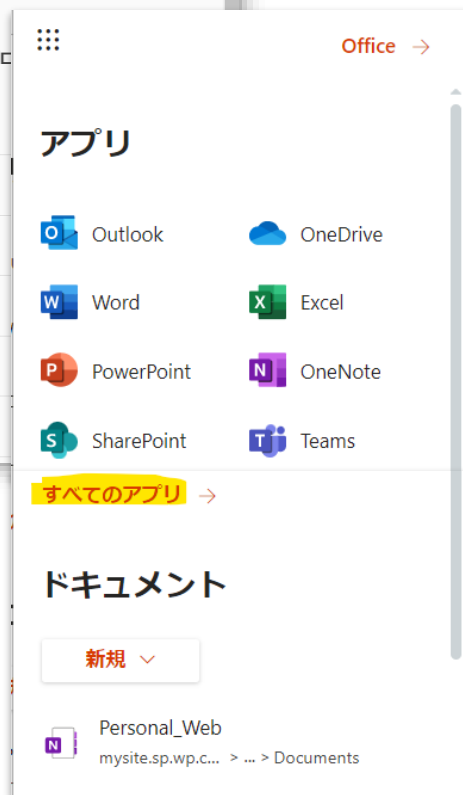 Office →
アプリ
Outlook OneDrive
Word Excel
PowerPoint OneNote
SharePoint Teams
すべてのアプリ →
ドキュメント
新規
Personal_Web
mysite.sp.wp.c... > ... > Documents